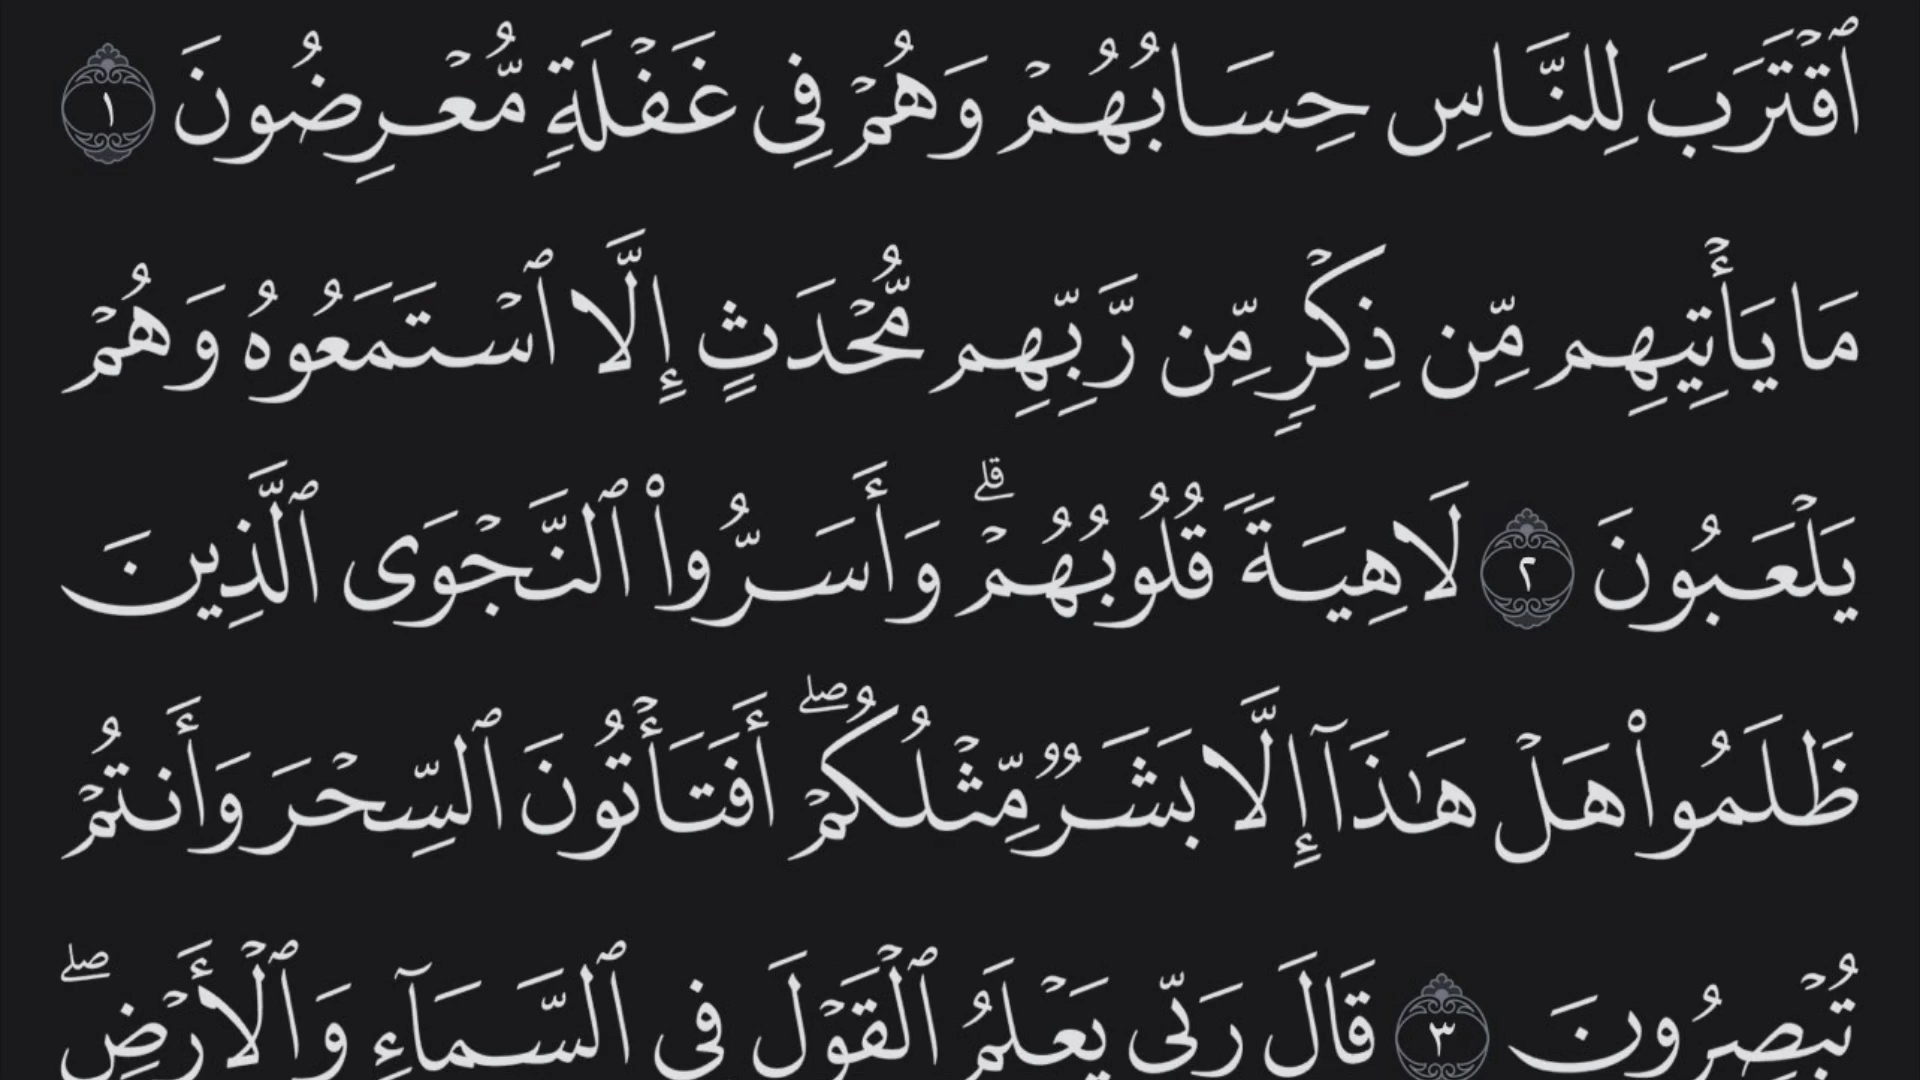 ٱقۡتَرَبَ لِلنَّاسِ حِسَابُهُمۡ وَهُمۡ فِي غَفۡلَةٖ مُّعۡرِضُونَ ١
مَا يَأۡتِيهِم مِّن ذِكۡرٖ مِّن رَّبِّهِم مُّحۡدَثٍ إِلَّا ٱسۡتَمَعُوهُ وَهُمۡ
يَلۡعَبُونَ ٢ لَاهِيَةٗ قُلُوبُهُمۡۗ وَأَسَرُّواْ ٱلنَّجۡوَى ٱلَّذِينَ
ظَلَمُواْ هَلۡ هَٰذَآ إِلَّا بَشَرٞ مِّثۡلُكُمۡۖ أَفَتَأۡتُونَ ٱلسِّحۡرَ وَأَنتُمۡ
تُبۡصِرُونَ ٣ قَالَ رَبِّي يَعۡلَمُ ٱلۡقَوۡلَ فِي ٱلسَّمَآءِ وَٱلۡأَرۡضِۖ